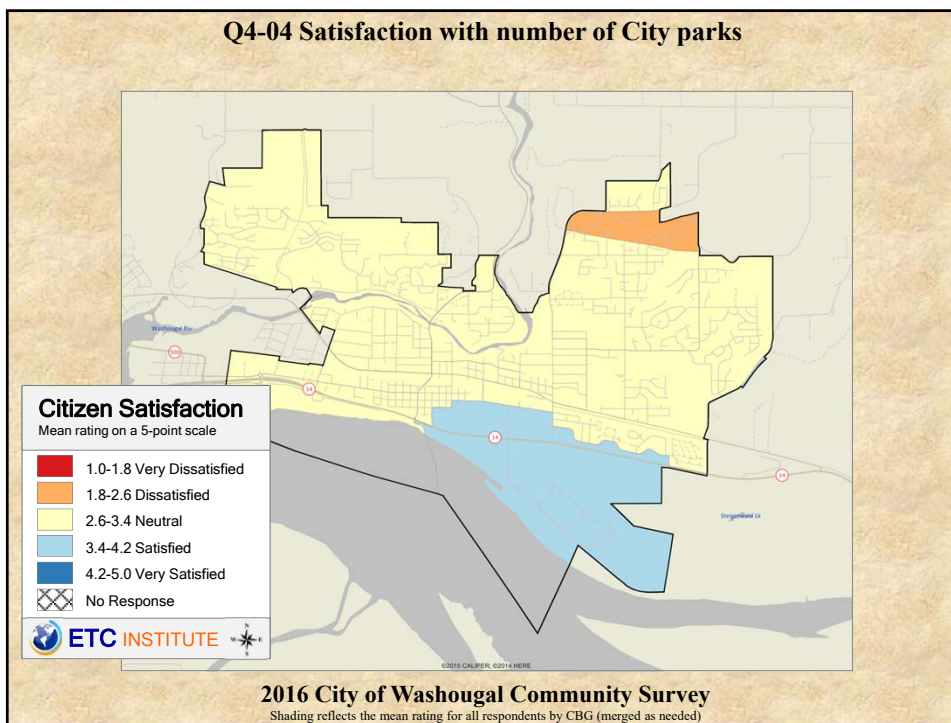 Q4-04 Satisfaction with number of City parks
Washougal Riv
500
14
14
14
Steigerwald Lk
Citizen Satisfaction
Mean rating on a 5-point scale
1.0-1.8 Very Dissatisfied
1.8-2.6 Dissatisfied
2.6-3.4 Neutral
3.4-4.2 Satisfied
4.2-5.0 Very Satisfied
No Response
ETC INSTITUTE
N
W E
S
©2015 CALIPER; ©2014 HERE
2016 City of Washougal Community Survey
Shading reflects the mean rating for all respondents by CBG (merged as needed)